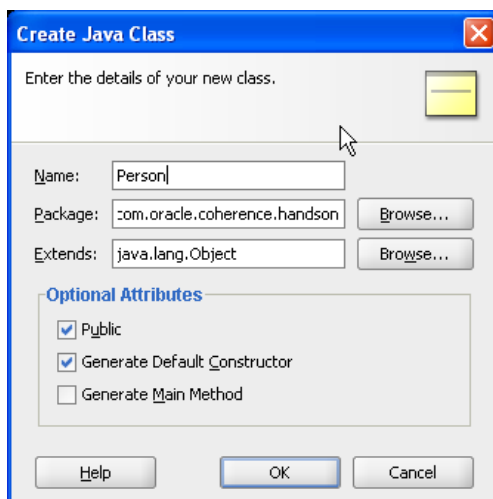 Create Java Class
Enter the details of your new class.
Name: Person
Package: com.oracle.coherence.handson Browse...
Extends: java.lang.Object Browse...
Optional Attributes
Public
Generate Default Constructor
Generate Main Method
Help OK Cancel